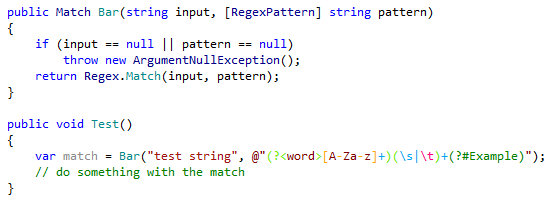 public Match Bar(string input, [RegexPattern] string pattern)
{
    if (input == null || pattern == null)
        throw new ArgumentNullException();
    return Regex.Match(input, pattern);
}

public void Test()
{
    var match = Bar("test string", @"(?<word>[A-Za-z]+)(\s|\t)+(?#Example)");
    // do something with the match
}